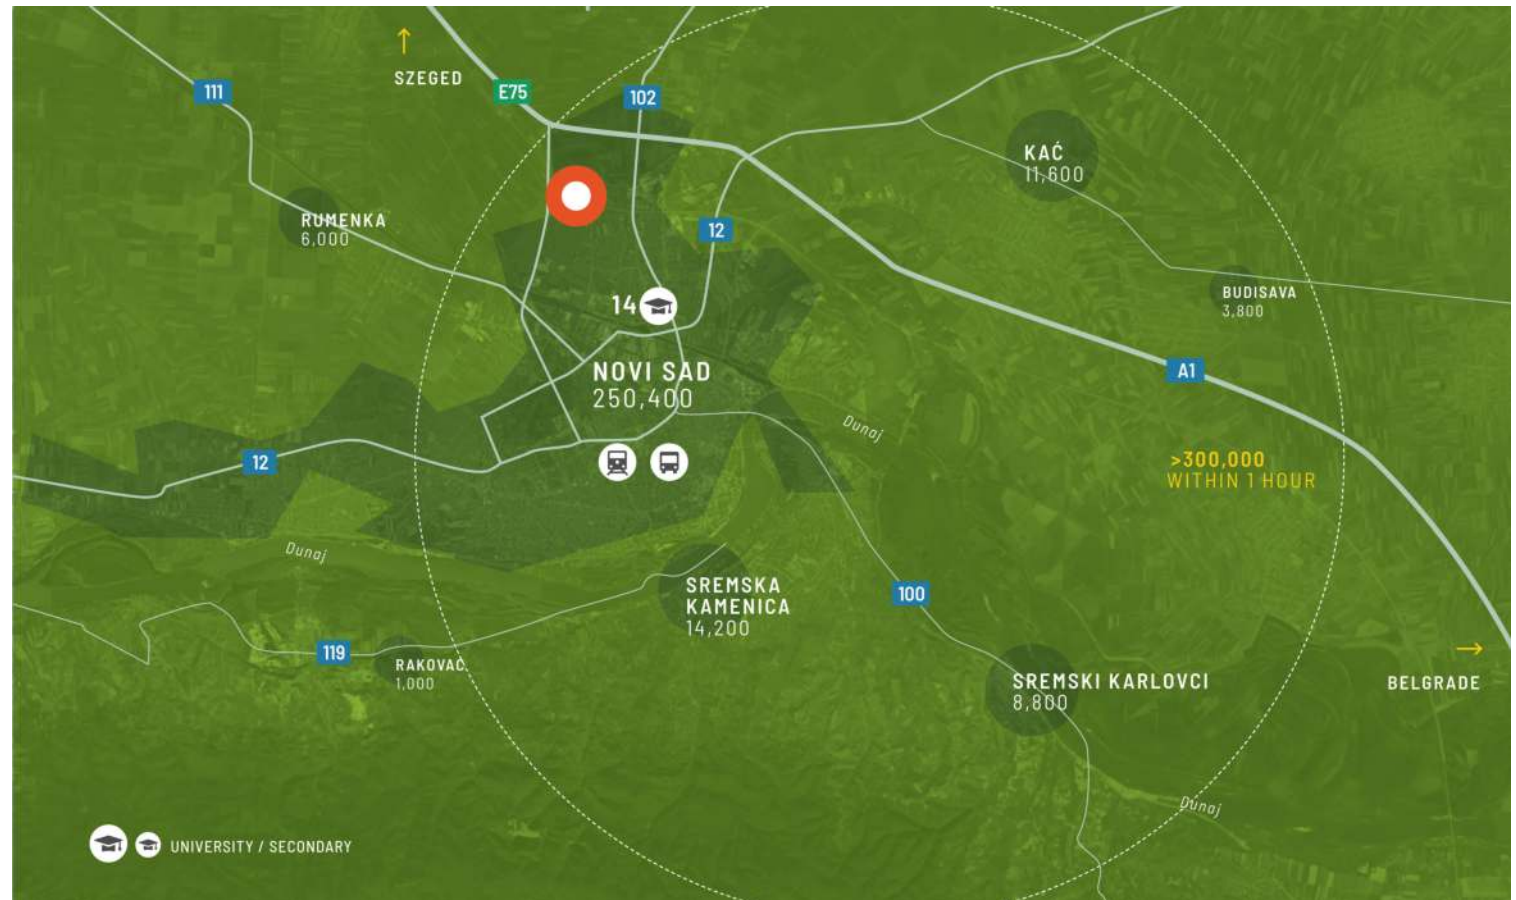 SZEGED
111
E75
102
KAĆ
11,600
RUMENKA
6,000
12
14
BUDISAVA
3,800
NOVI SAD
250,400
A1
Dunaj
>300,000
WITHIN 1 HOUR
12
Dunaj
SREMSKA
KAMENICA
14,200
100
119
RAKOVAC
1,000
SREMSKI KARLOVCI
8,800
BELGRADE
Dunaj
UNIVERSITY / SECONDARY